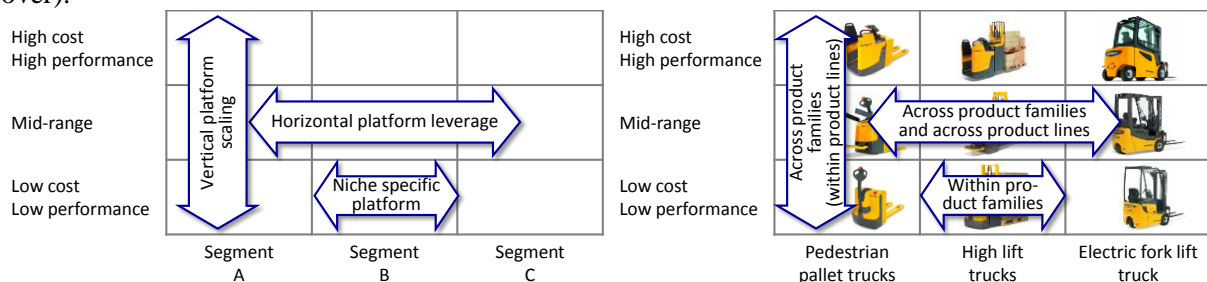 over).
High cost
High performance
Mid-range
Low cost
Low performance
Vertical platform
scaling
Horizontal platform leverage
Niche specific
platform
Segment
A
Segment
B
Segment
C
High cost
High performance
Mid-range
Low cost
Low performance
Across product
families
(within product lines)
Across product families
and across product lines
Within pro-
duct families
Pedestrian
pallet trucks
High lift
trucks
Electric fork lift
truck